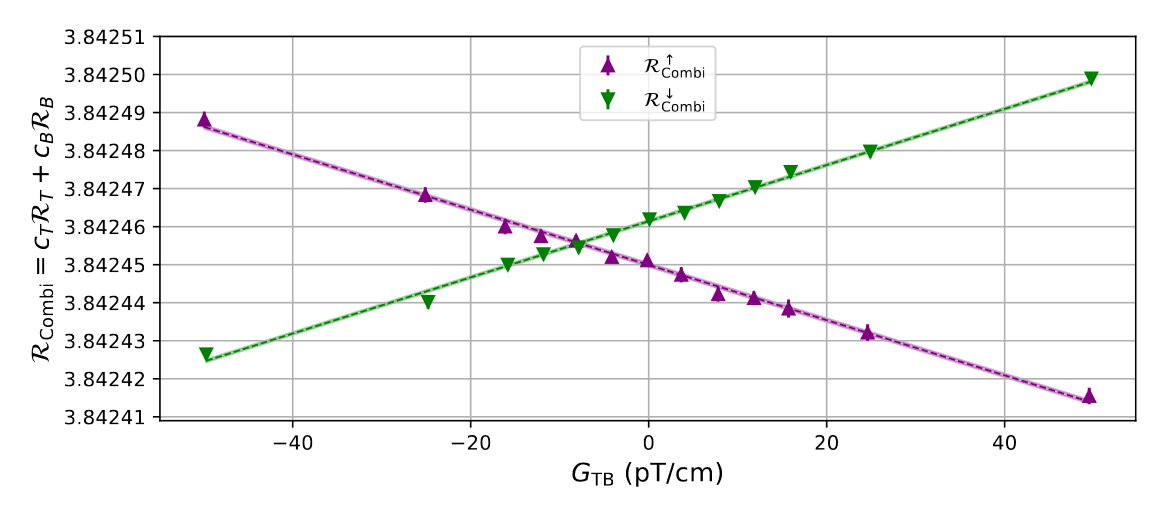 3.84251
3.84250
3.84249
3.84248
3.84247
3.84246
3.84245
3.84244
3.84243
3.84242
3.84241
ℛ_Combi = c_T ℛ_T + c_B ℛ_B
ℛ^↑_Combi
ℛ^↓_Combi
−40 −20 0 20 40
G_TB (pT/cm)